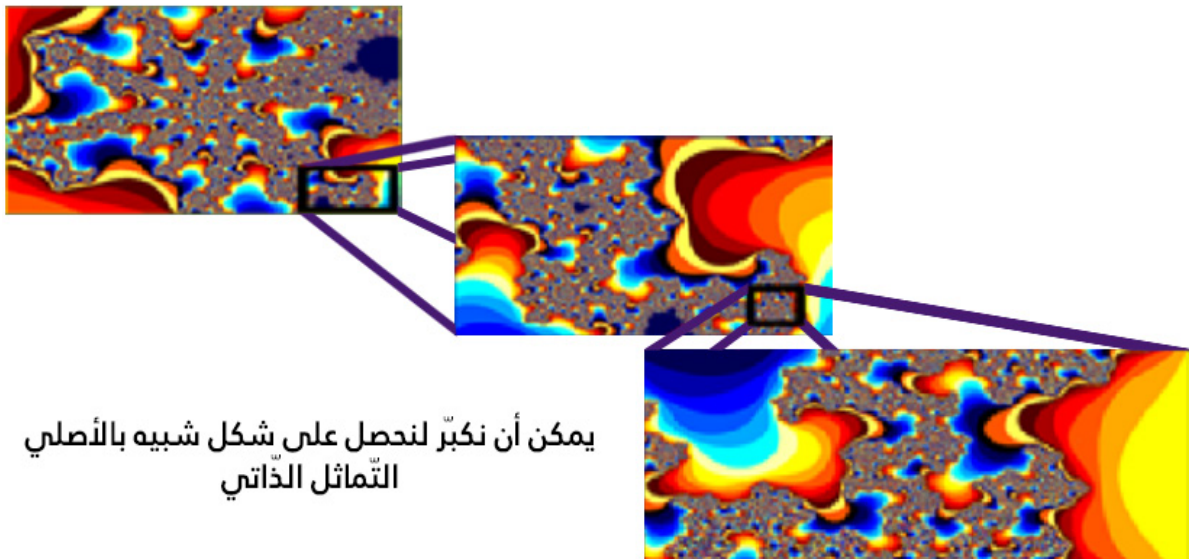 يمكن أن نكبّر لنحصل على شكل شبيه بالأصلي
التّماثل الذّاتي